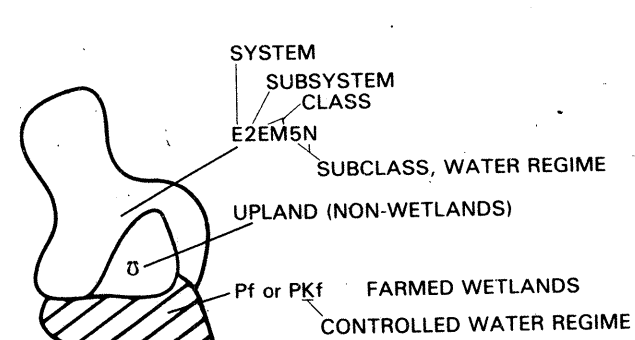 SYSTEM
SUBSYSTEM
CLASS
E2EM5N
SUBCLASS, WATER REGIME
UPLAND (NON-WETLANDS)
U
Pf or PKf FARMED WETLANDS
CONTROLLED WATER REGIME